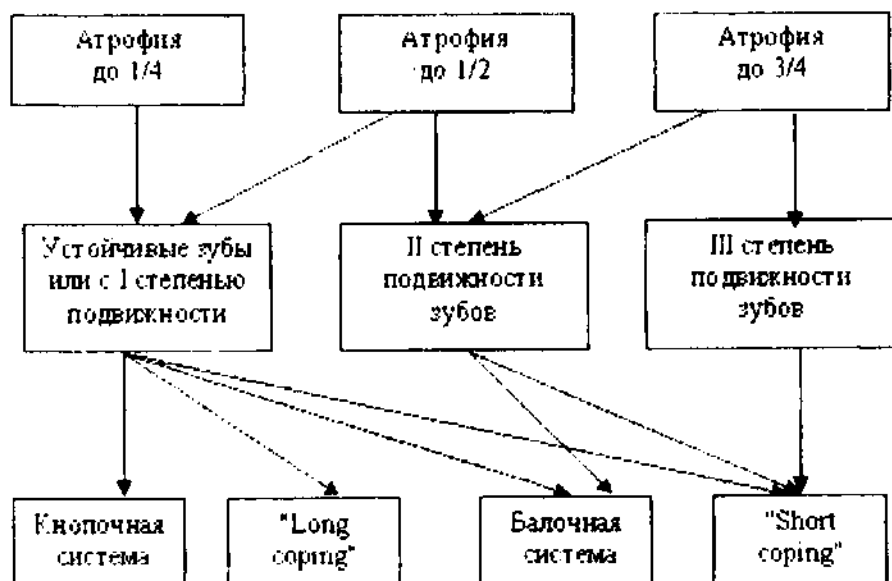 Атрофия
до 1/4
Атрофия
до 1/2
Атрофия
до 3/4
Устойчивые зубы
или с I степенью
подвижности
II степень
подвижности
зубов
III степень
подвижности
зубов
Кнопочная
система
"Long
coping"
Балочная
система
"Short
coping"